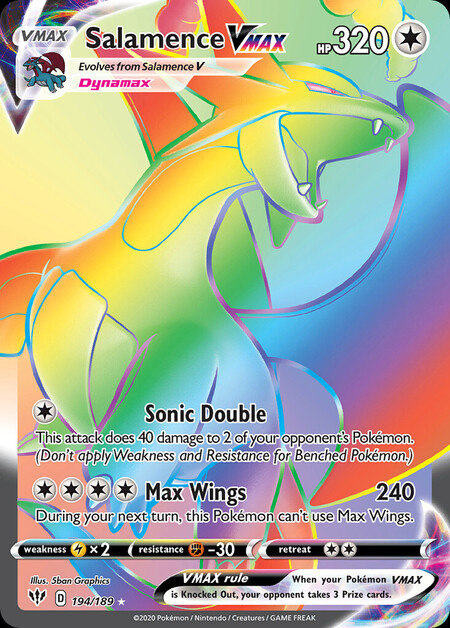 VMAX
Salamence VMAX
HP 320
Evolves from Salamence V
Dynamax
Sonic Double
This attack does 40 damage to 2 of your opponent's Pokémon.
(Don't apply Weakness and Resistance for Benched Pokémon.)
Max Wings 240
During your next turn, this Pokémon can't use Max Wings.
weakness ×2 resistance -30 retreat
Illus. 5ban Graphics
VMAX rule
When your Pokémon VMAX
is Knocked Out, your opponent takes 3 Prize cards.
D 194/189
©2020 Pokémon / Nintendo / Creatures / GAME FREAK